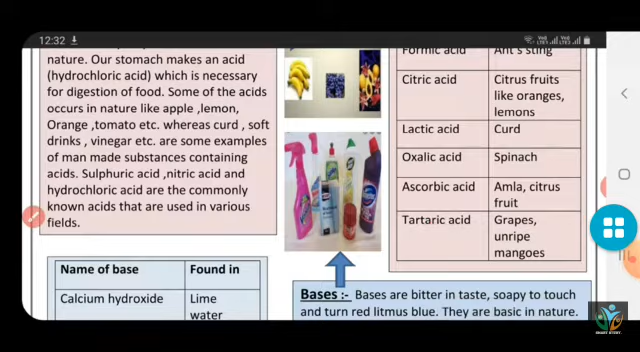 12:32
nature. Our stomach makes an acid
(hydrochloric acid) which is necessary
for digestion of food. Some of the acids
occurs in nature like apple ,lemon,
Orange ,tomato etc. whereas curd , soft
drinks , vinegar etc. are some examples
of man made substances containing
acids. Sulphuric acid ,nitric acid and
hydrochloric acid are the commonly
known acids that are used in various
fields.
Name of base Found in
Calcium hydroxide Lime
water
Formic acid Ant's sting
Citric acid Citrus fruits
like oranges,
lemons
Lactic acid Curd
Oxalic acid Spinach
Ascorbic acid Amla, citrus
fruit
Tartaric acid Grapes,
unripe
mangoes
Bases :- Bases are bitter in taste, soapy to touch
and turn red litmus blue. They are basic in nature.